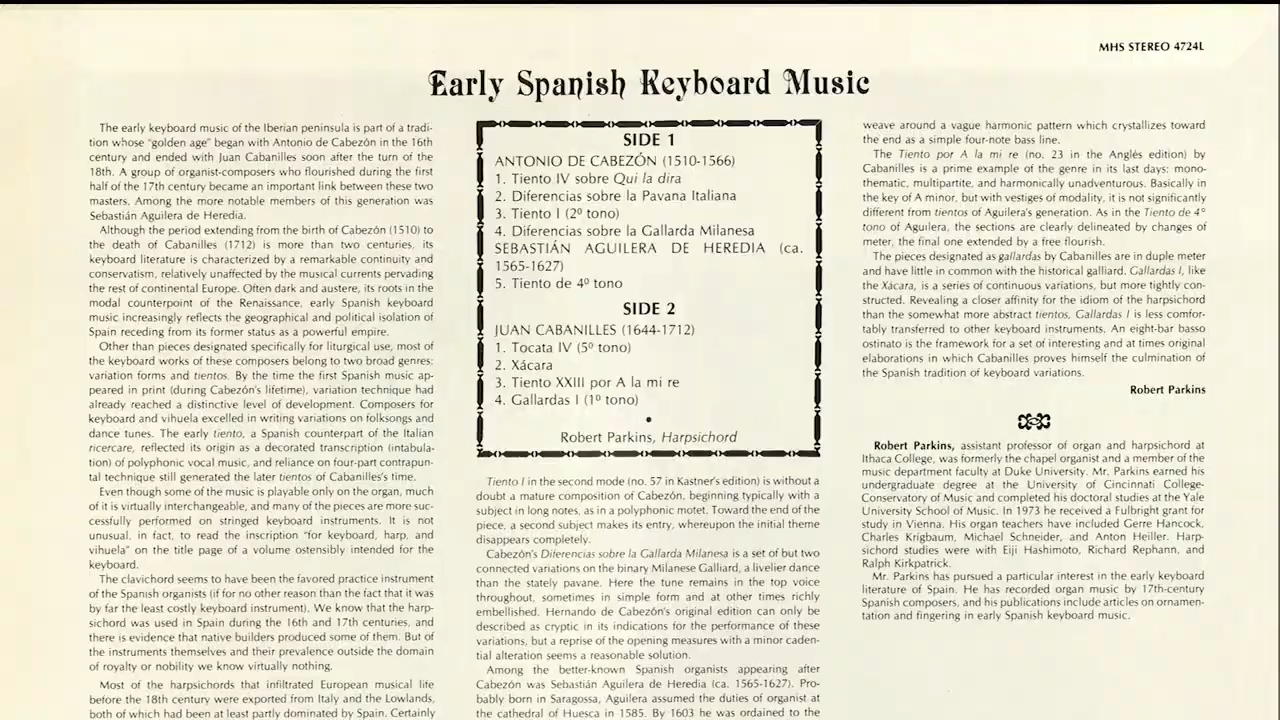 MHS STEREO 4724L
Early Spanish Keyboard Music
The early keyboard music of the Iberian peninsula is part of a tradi-
tion whose "golden age" began with Antonio de Cabezón in the 16th
century and ended with Juan Cabanilles soon after the turn of the
18th. A group of organist-composers who flourished during the first
half of the 17th century became an important link between these two
masters. Among the more notable members of this generation was
Sebastián Aguilera de Heredia.
Although the period extending from the birth of Cabezón (1510) to
the death of Cabanilles (1712) is more than two centuries, its
keyboard literature is characterized by a remarkable continuity and
conservatism, relatively unaffected by the musical currents pervading
the rest of continental Europe. Often dark and austere, its roots in the
modal counterpoint of the Renaissance, early Spanish keyboard
music increasingly reflects the geographical and political isolation of
Spain receding from its former status as a powerful empire.
Other than pieces designated specifically for liturgical use, most of
the keyboard works of these composers belong to two broad genres:
variation forms and tientos. By the time the first Spanish music ap-
peared in print (during Cabezón's lifetime), variation technique had
already reached a distinctive level of development. Composers for
keyboard and vihuela excelled in writing variations on folksongs and
dance tunes. The early tiento, a Spanish counterpart of the Italian
ricercare, reflected its origin as a decorated transcription (intabula-
tion) of polyphonic vocal music, and reliance on four-part contrapun-
tal technique still generated the later tientos of Cabanilles's time.
Even though some of the music is playable only on the organ, much
of it is virtually interchangeable, and many of the pieces are more suc-
cessfully performed on stringed keyboard instruments. It is not
unusual, in fact, to read the inscription "for keyboard, harp, and
vihuela" on the title page of a volume ostensibly intended for the
keyboard.
The clavichord seems to have been the favored practice instrument
of the Spanish organists (if for no other reason than the fact that it was
by far the least costly keyboard instrument). We know that the harp-
sichord was used in Spain during the 16th and 17th centuries, and
there is evidence that native builders produced some of them. But of
the instruments themselves and their prevalence outside the domain
of royalty or nobility we know virtually nothing.
Most of the harpsichords that infiltrated European musical life
before the 18th century were exported from Italy and the Lowlands,
both of which had been at least partly dominated by Spain. Certainly
SIDE 1
ANTONIO DE CABEZÓN (1510-1566)
1. Tiento IV sobre Qui la dira
2. Diferencias sobre la Pavana Italiana
3. Tiento I (2º tono)
4. Diferencias sobre la Gallarda Milanesa
SEBASTIÁN AGUILERA DE HEREDIA (ca.
1565-1627)
5. Tiento de 4º tono
SIDE 2
JUAN CABANILLES (1644-1712)
1. Tocata IV (5º tono)
2. Xácara
3. Tiento XXIII por A la mi re
4. Gallardas I (1º tono)
•
Robert Parkins, Harpsichord
Tiento I in the second mode (no. 57 in Kastner's edition) is without a
doubt a mature composition of Cabezón, beginning typically with a
subject in long notes, as in a polyphonic motet. Toward the end of the
piece, a second subject makes its entry, whereupon the initial theme
disappears completely.
Cabezón's Diferencias sobre la Gallarda Milanesa is a set of but two
connected variations on the binary Milanese Galliard, a livelier dance
than the stately pavane. Here the tune remains in the top voice
throughout, sometimes in simple form and at other times richly
embellished. Hernando de Cabezón's original edition can only be
described as cryptic in its indications for the performance of these
variations, but a reprise of the opening measures with a minor caden-
tial alteration seems a reasonable solution.
Among the better-known Spanish organists appearing after
Cabezón was Sebastián Aguilera de Heredia (ca. 1565-1627). Pro-
bably born in Saragossa, Aguilera assumed the duties of organist at
the cathedral of Huesca in 1585. By 1603 he was ordained to the
weave around a vague harmonic pattern which crystallizes toward
the end as a simple four-note bass line.
The Tiento por A la mi re (no. 23 in the Anglés edition) by
Cabanilles is a prime example of the genre in its last days: mono-
thematic, multipartite, and harmonically unadventurous. Basically in
the key of A minor, but with vestiges of modality, it is not significantly
different from tientos of Aguilera's generation. As in the Tiento de 4º
tono of Aguilera, the sections are clearly delineated by changes of
meter, the final one extended by a free flourish.
The pieces designated as gallardas by Cabanilles are in duple meter
and have little in common with the historical galliard. Gallardas I, like
the Xácara, is a series of continuous variations, but more tightly con-
structed. Revealing a closer affinity for the idiom of the harpsichord
than the somewhat more abstract tientos, Gallardas I is less comfor-
tably transferred to other keyboard instruments. An eight-bar basso
ostinato is the framework for a set of interesting and at times original
elaborations in which Cabanilles proves himself the culmination of
the Spanish tradition of keyboard variations.
Robert Parkins
Robert Parkins, assistant professor of organ and harpsichord at
Ithaca College, was formerly the chapel organist and a member of the
music department faculty at Duke University. Mr. Parkins earned his
undergraduate degree at the University of Cincinnati College-
Conservatory of Music and completed his doctoral studies at the Yale
University School of Music. In 1973 he received a Fulbright grant for
study in Vienna. His organ teachers have included Gerre Hancock,
Charles Krigbaum, Michael Schneider, and Anton Heiller. Harp-
sichord studies were with Eiji Hashimoto, Richard Rephann, and
Ralph Kirkpatrick.
Mr. Parkins has pursued a particular interest in the early keyboard
literature of Spain. He has recorded organ music by 17th-century
Spanish composers, and his publications include articles on ornamen-
tation and fingering in early Spanish keyboard music.